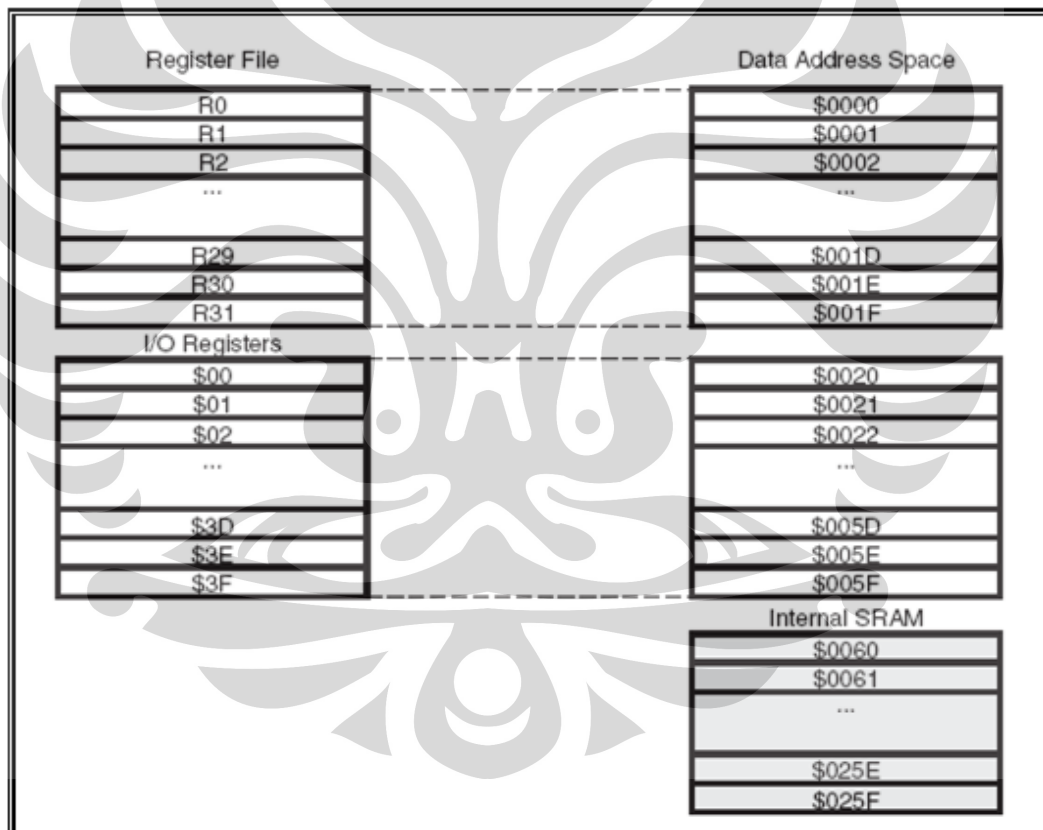 Register File Data Address Space
R0 $0000
R1 $0001
R2 $0002
... ...
R29 $001D
R30 $001E
R31 $001F
I/O Registers
$00 $0020
$01 $0021
$02 $0022
... ...
$3D $005D
$3E $005E
$3F $005F
Internal SRAM
$0060
$0061
...
$025E
$025F